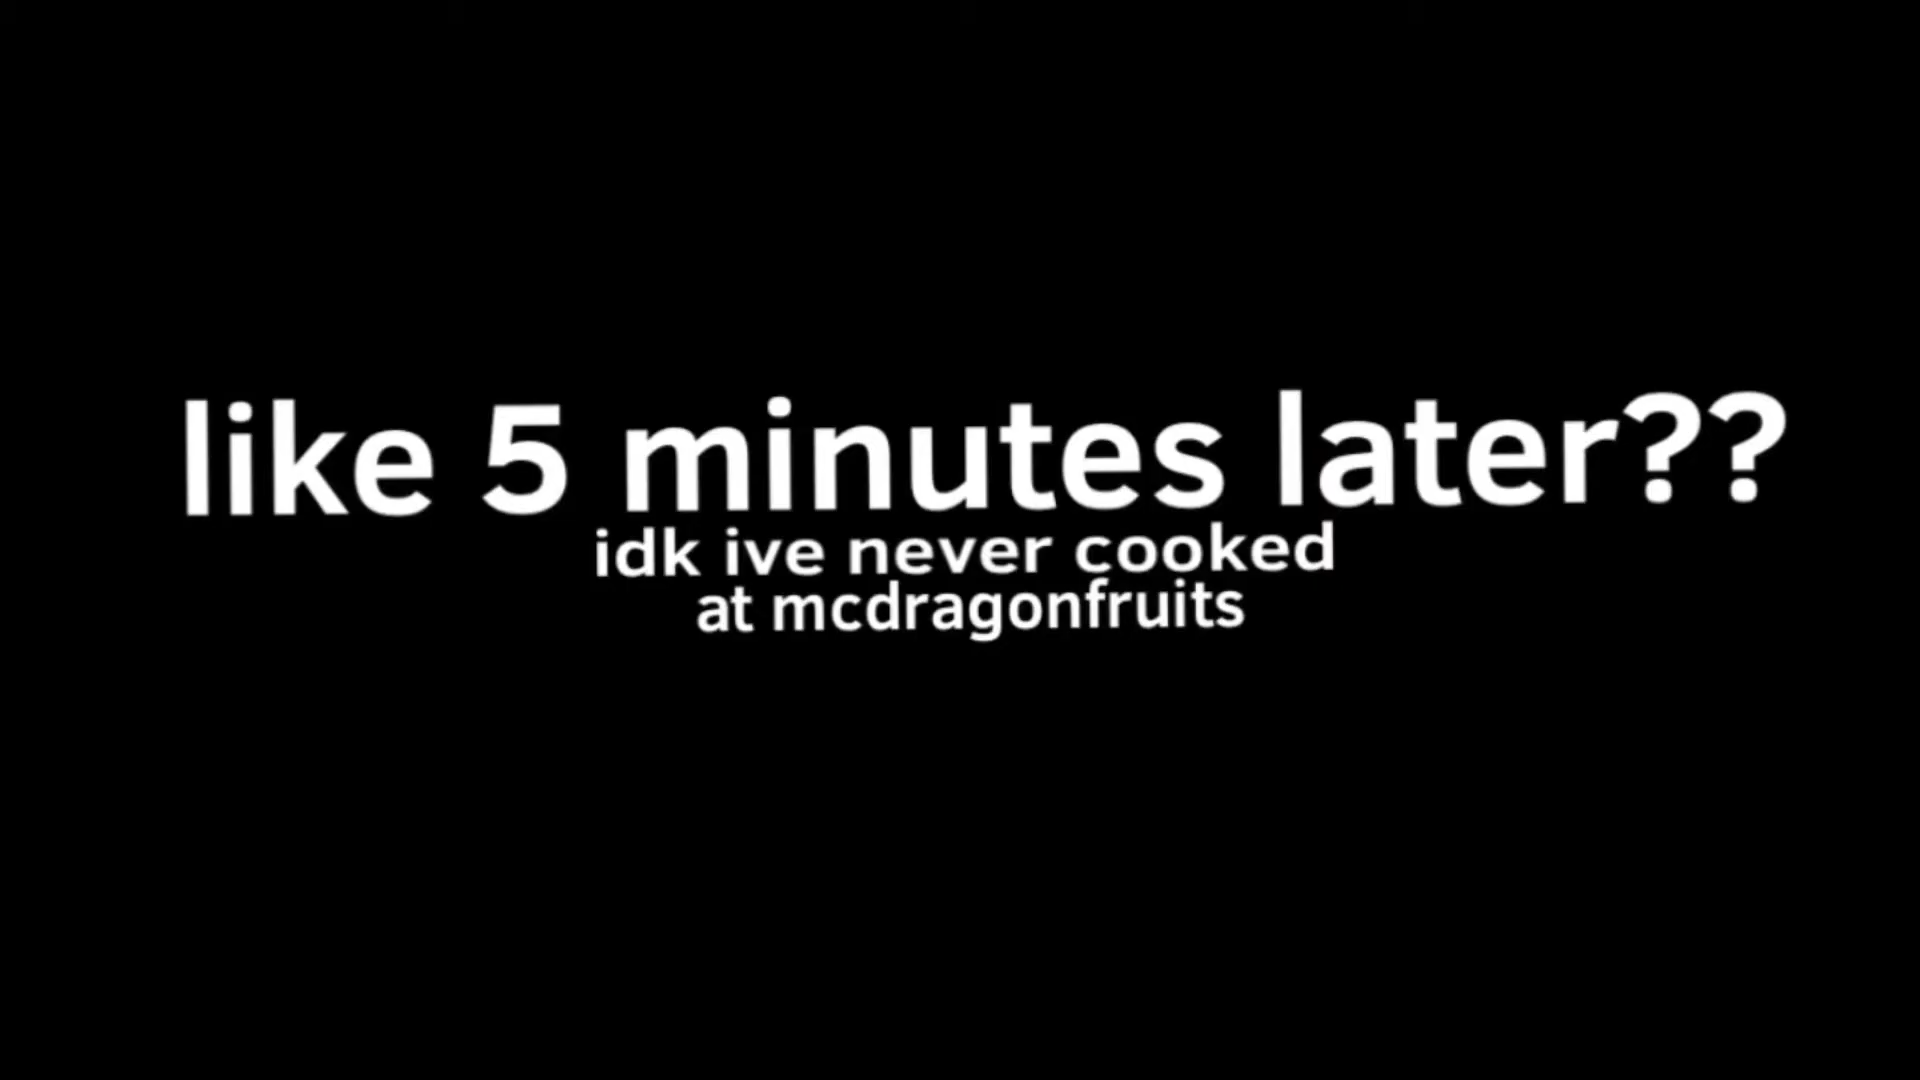 like 5 minutes later??
idk ive never cooked
at mcdragonfruits